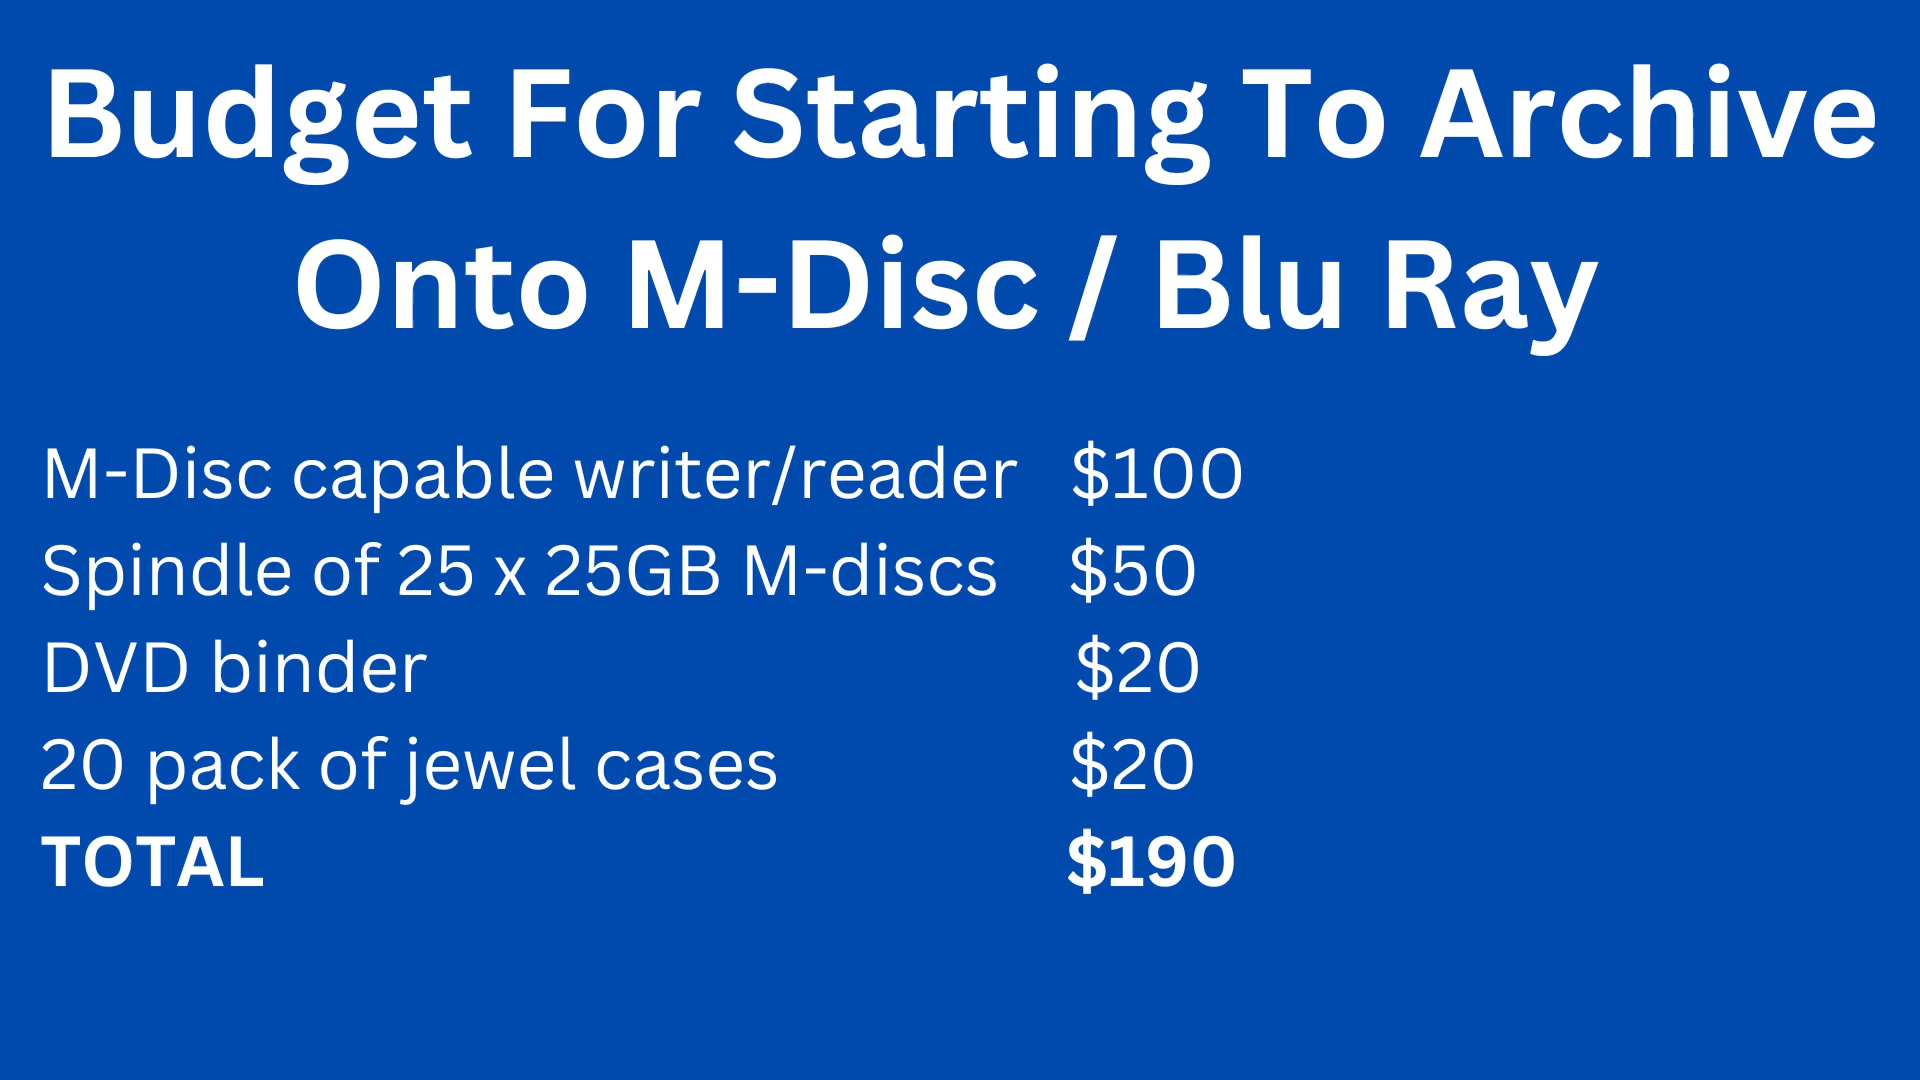 Budget For Starting To Archive
Onto M-Disc / Blu Ray
M-Disc capable writer/reader $100
Spindle of 25 x 25GB M-discs $50
DVD binder $20
20 pack of jewel cases $20
TOTAL $190